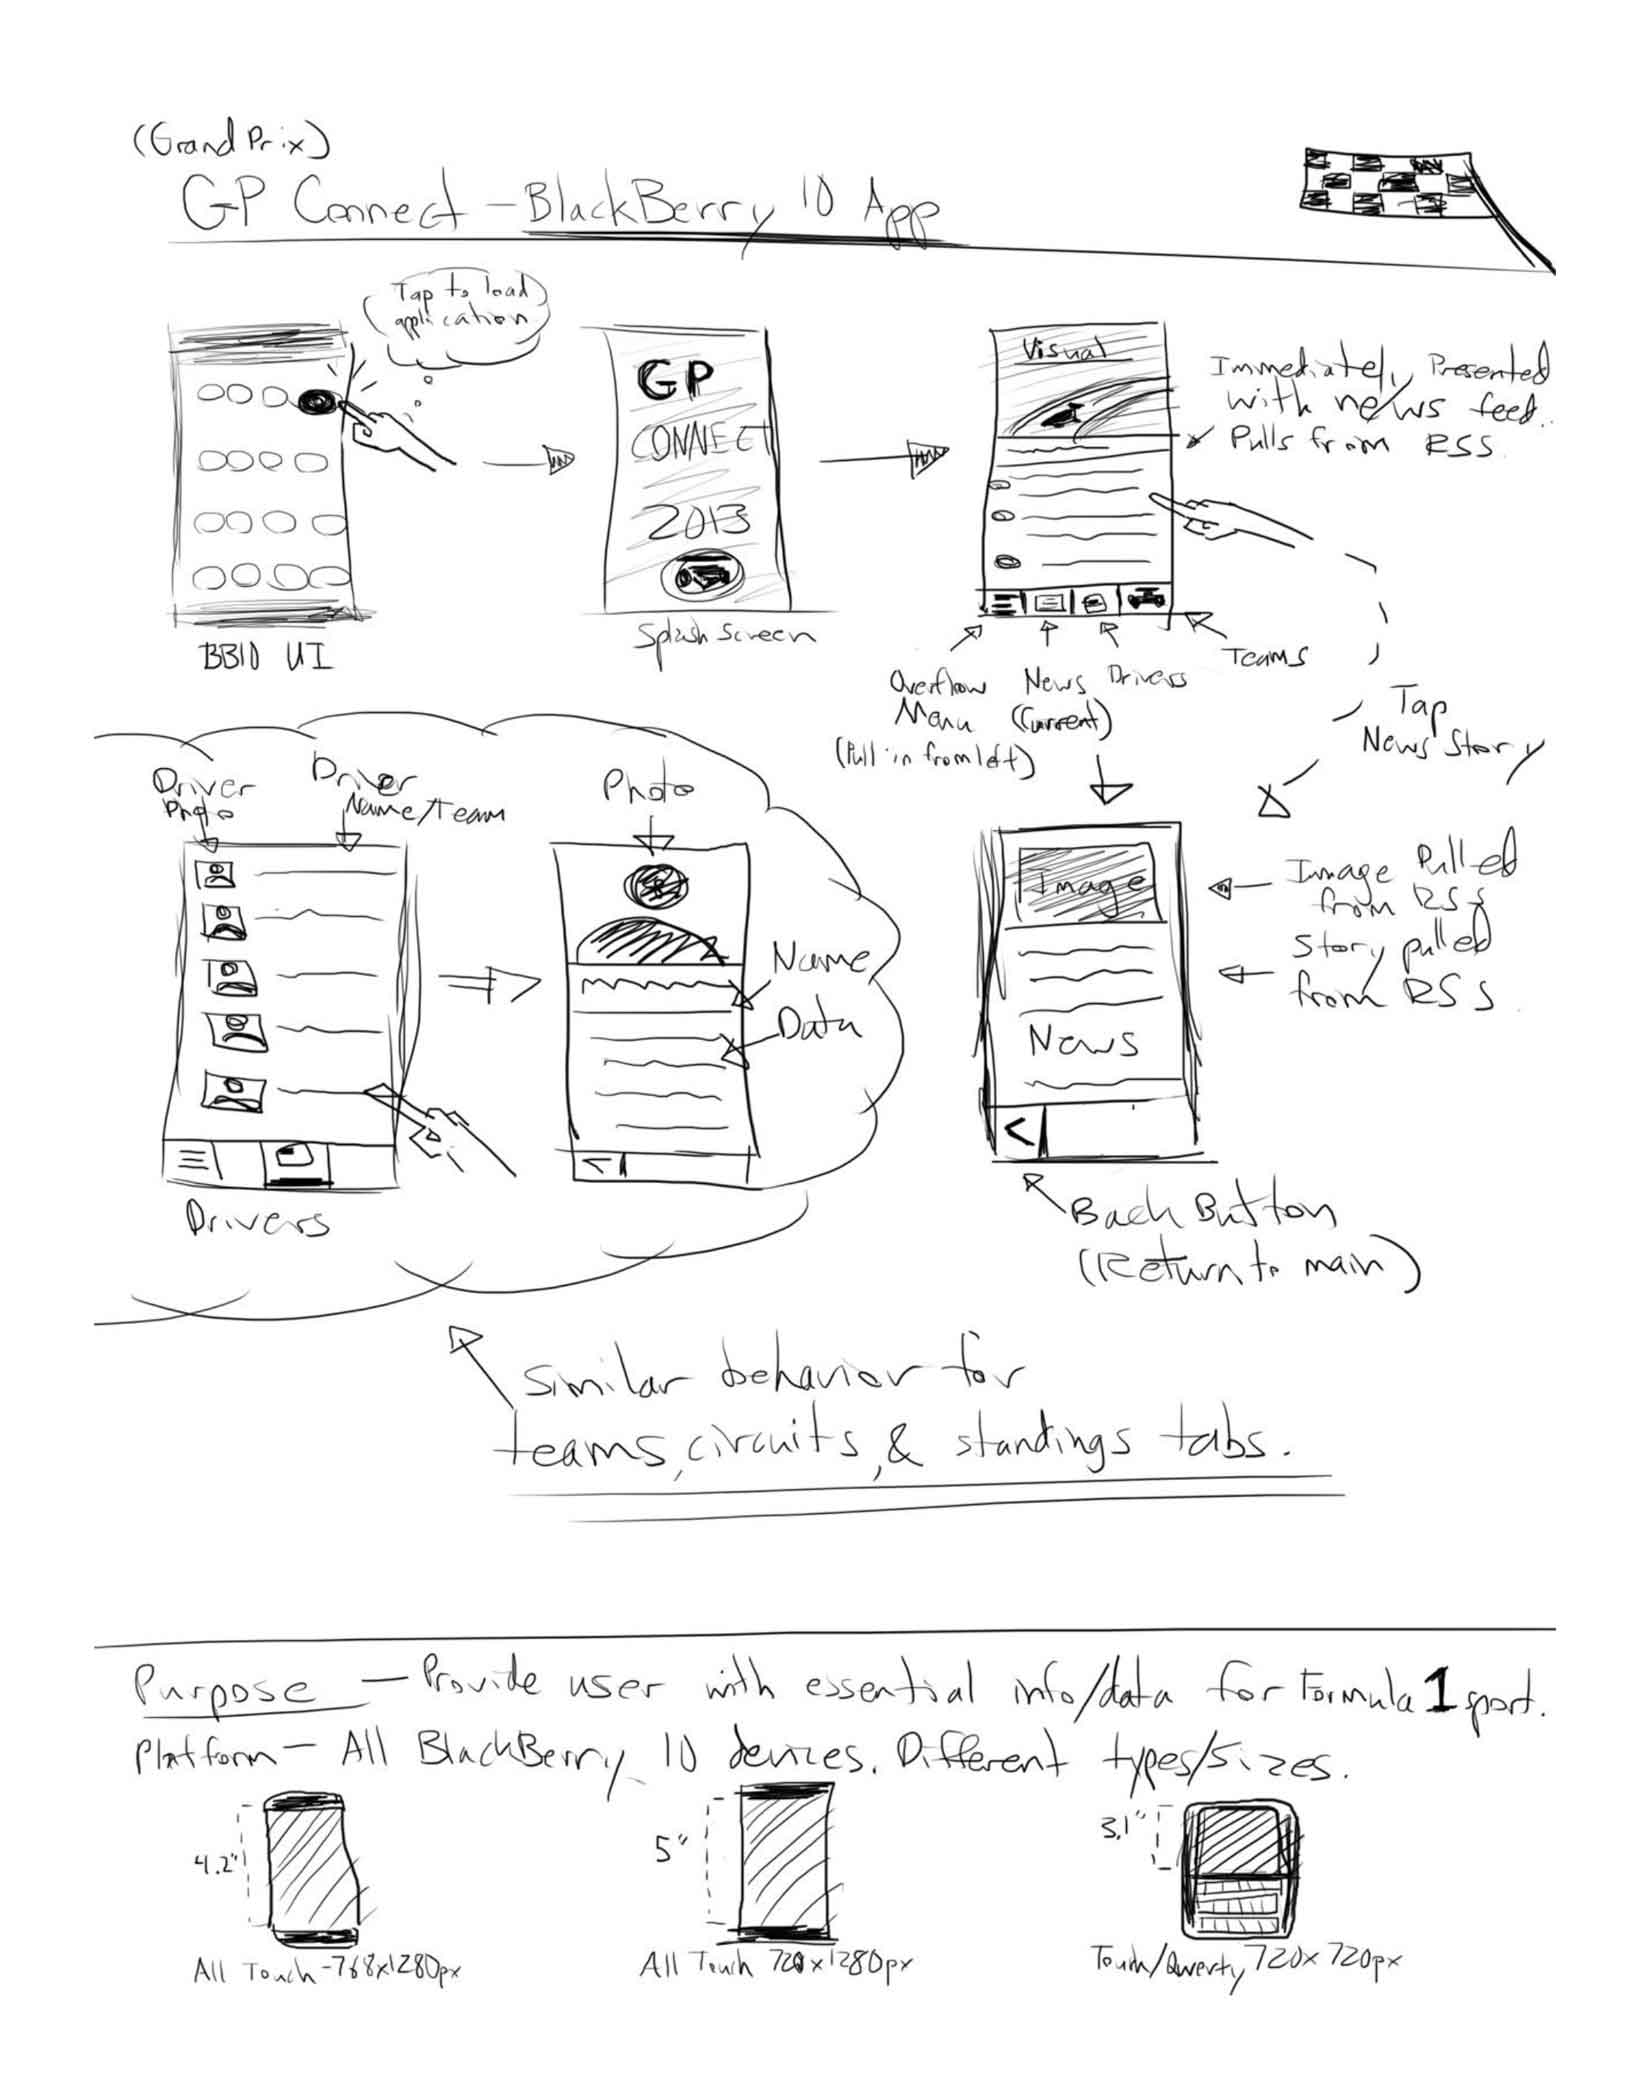 (Grand Prix)
GP Connect - BlackBerry 10 App
Tap to load
application
BB10 UI
GP
CONNECT
2013
Splash Screen
Visual
Immediately Presented
with news feed.
Pulls from RSS.
Overflow
Menu
(Pull in from left)
News
(Current)
Drivers
Teams
Tap
News Story
Driver
Photo
Driver
Name/Team
Drivers
Photo
Name
Data
Image
News
Image Pulled
from RSS
Story pulled
from RSS.
Back Button
(Return to main)
Similar behavior for
teams, circuits, & standings tabs.
Purpose - Provide user with essential info/data for Formula 1 sport.
Platform - All BlackBerry 10 devices. Different types/sizes.
4.2"
All Touch - 768x1280px
5"
All Touch 720x1280px
3.1"
Touch/Qwerty 720x720px